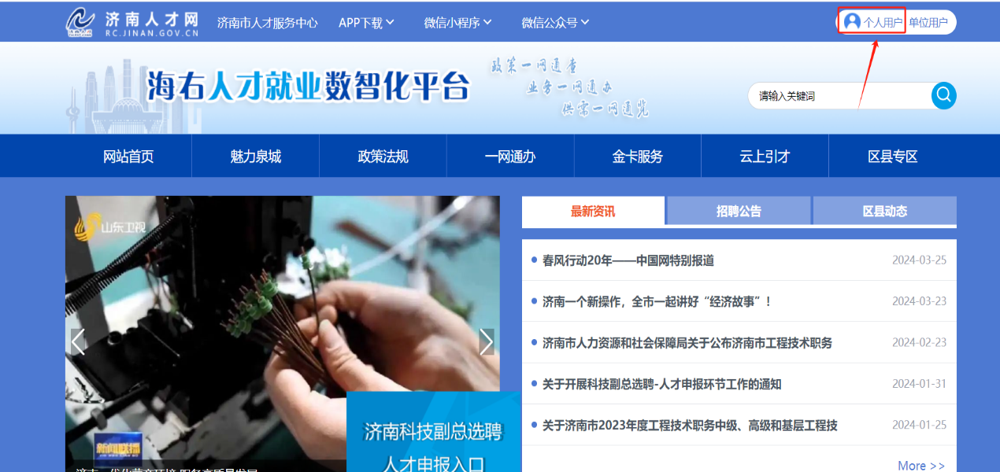 济南人才网
RC.JINAN.GOV.CN
济南市人才服务中心 APP下载 微信小程序 微信公众号 个人用户 单位用户
海右人才就业数智化平台
政策一网通查
业务一网通办
供需一网通览
请输入关键词
网站首页 魅力泉城 政策法规 一网通办 金卡服务 云上引才 区县专区
山东卫视
新闻联播
济南科技副总选聘
人才申报入口
最新资讯 招聘公告 区县动态
春风行动20年——中国网特别报道 2024-03-25
济南一个新操作，全市一起讲好“经济故事”！ 2024-03-23
济南市人力资源和社会保障局关于公布济南市工程技术职务 2024-02-23
关于开展科技副总选聘-人才申报环节工作的通知 2024-01-31
关于济南市2023年度工程技术职务中级、高级和基层工程技 2024-01-25
More >>